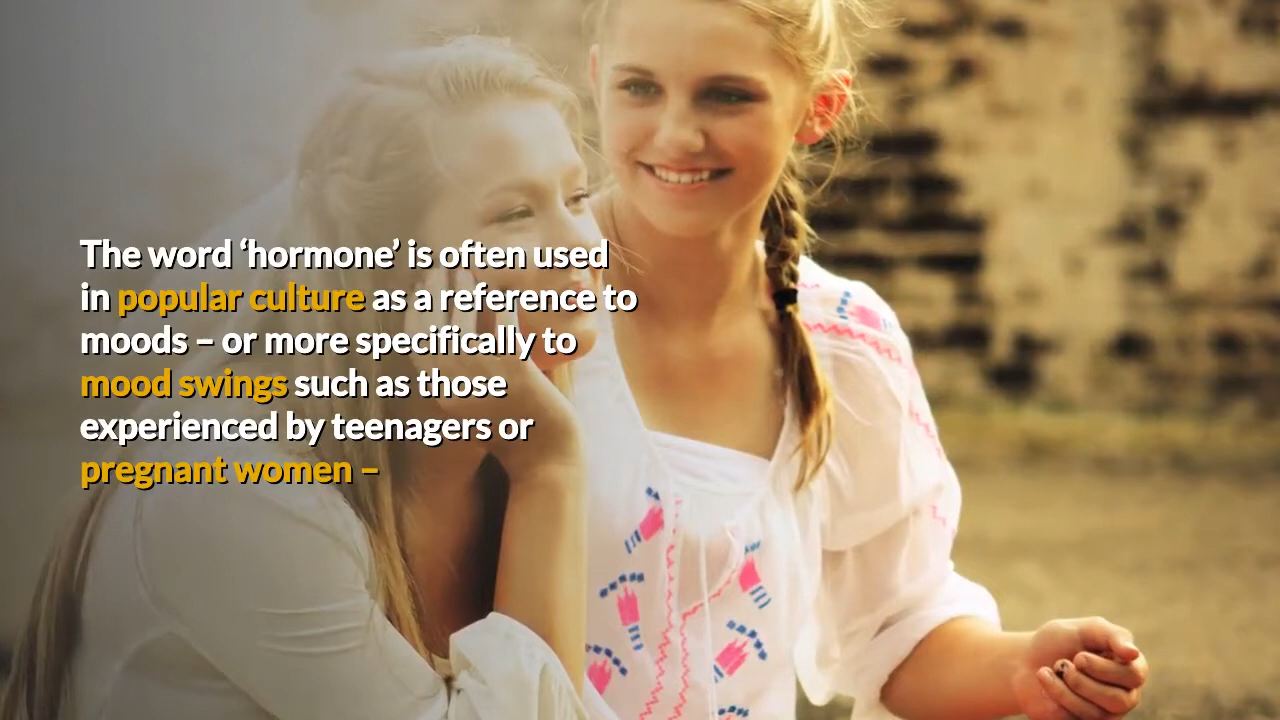 The word ‘hormone’ is often used
in popular culture as a reference to
moods – or more specifically to
mood swings such as those
experienced by teenagers or
pregnant women –